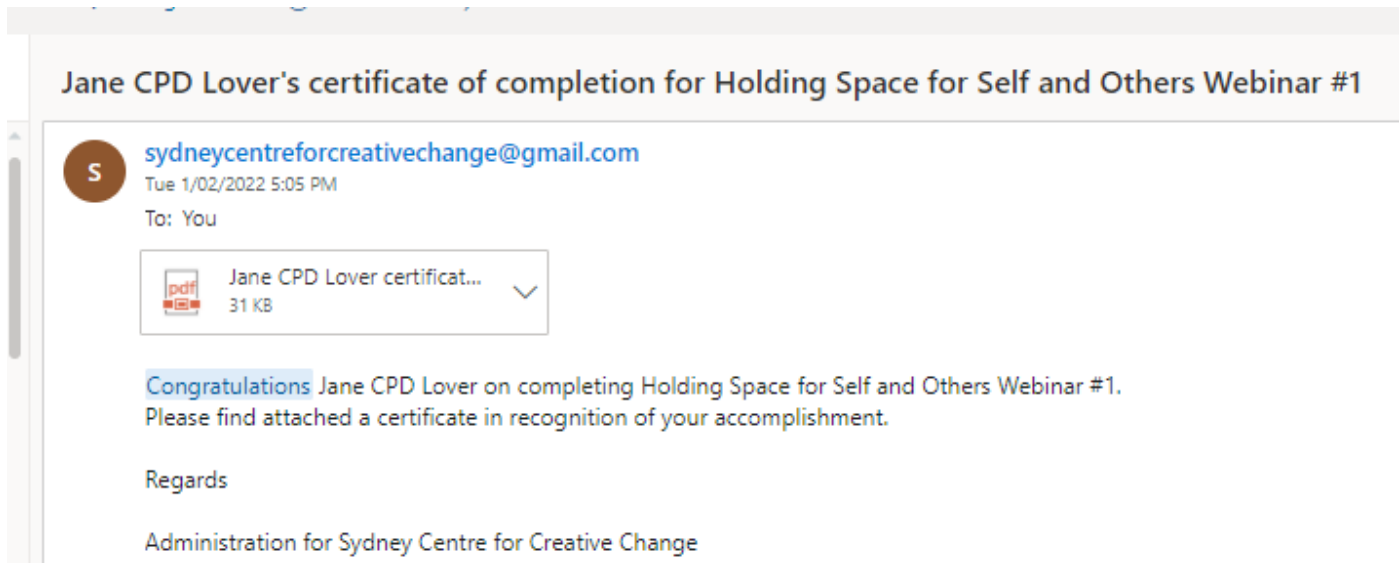 Jane CPD Lover's certificate of completion for Holding Space for Self and Others Webinar #1
S
sydneycentreforcreativechange@gmail.com
Tue 1/02/2022 5:05 PM
To: You
pdf
Jane CPD Lover certificat...
31 KB
Congratulations Jane CPD Lover on completing Holding Space for Self and Others Webinar #1.
Please find attached a certificate in recognition of your accomplishment.
Regards
Administration for Sydney Centre for Creative Change